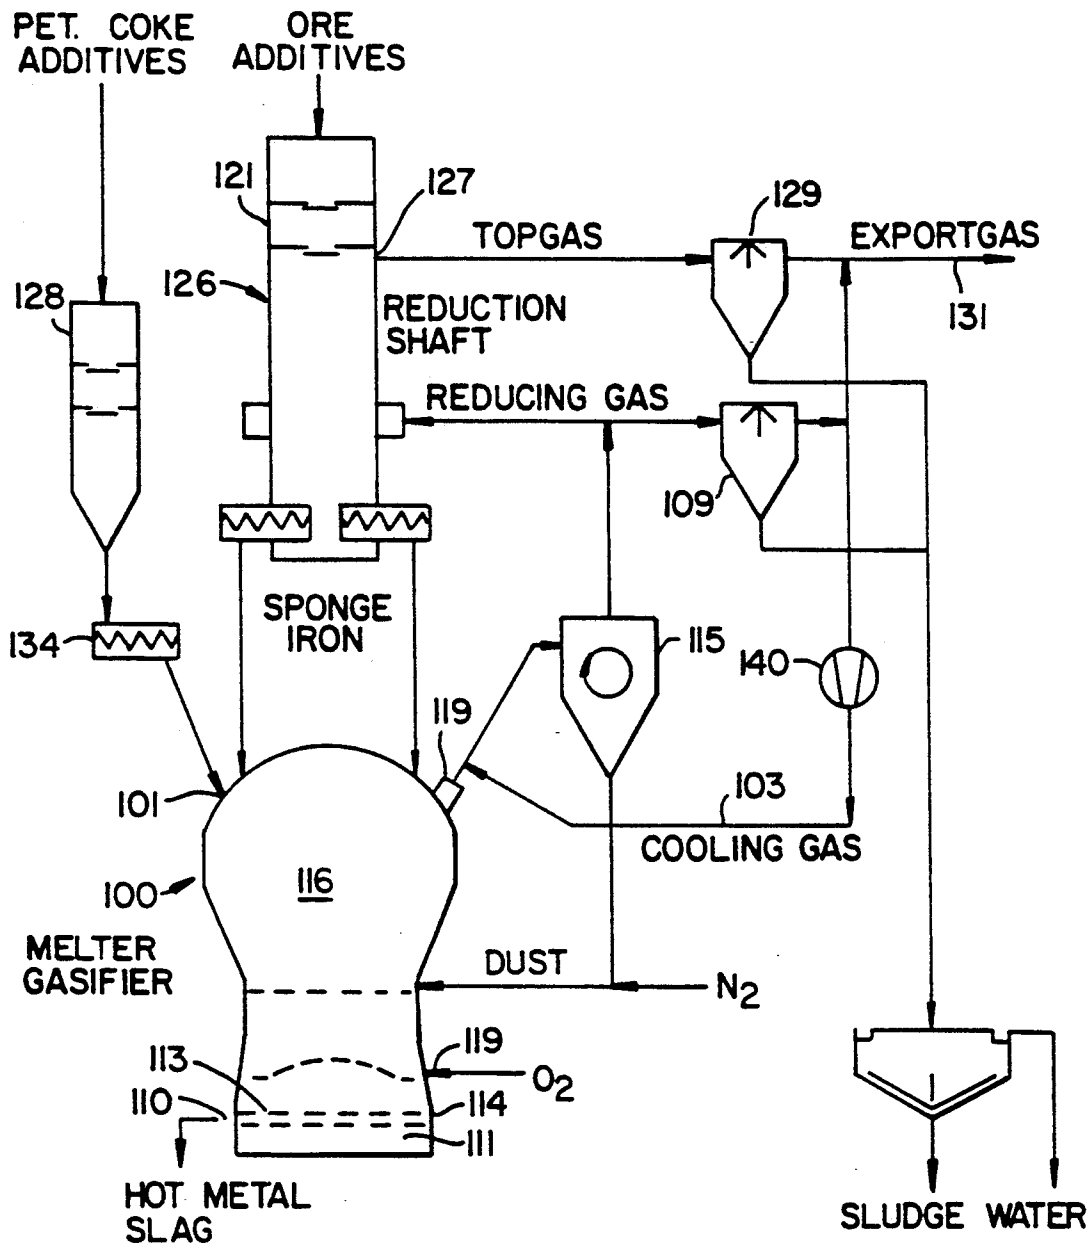 PET. COKE
ADDITIVES
ORE
ADDITIVES
121
127
129
TOPGAS
EXPORTGAS
128
126
REDUCTION
SHAFT
131
REDUCING GAS
109
SPONGE
IRON
134
115
140
119
101
103
COOLING GAS
116
100
MELTER
GASIFIER
DUST
N2
113
119
O2
110
114
111
HOT METAL
SLAG
SLUDGE WATER